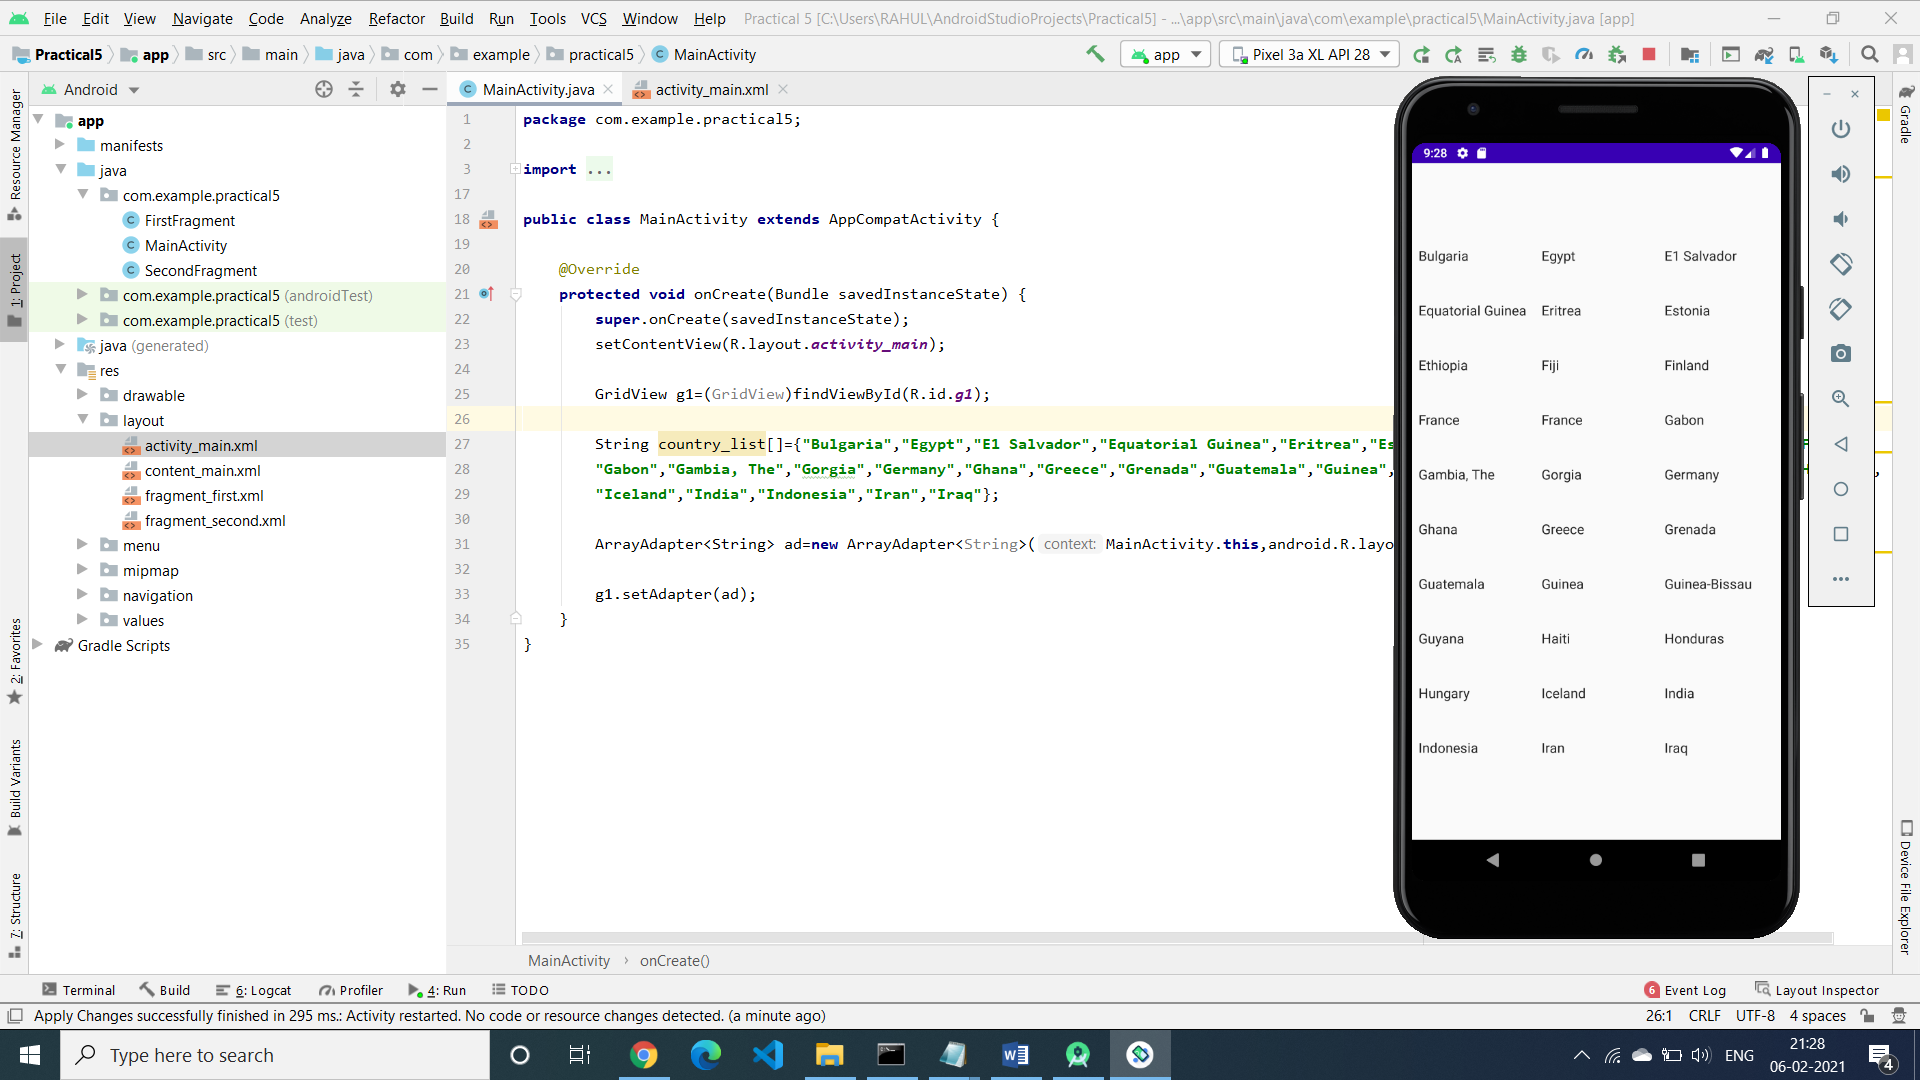 File Edit View Navigate Code Analyze Refactor Build Run Tools VCS Window Help Practical 5 [C:\Users\RAHUL\AndroidStudioProjects\Practical5] - ...\app\src\main\java\com\example\practical5\MainActivity.java [app]
Practical5 app src main java com example practical5 MainActivity app Pixel 3a XL API 28
Android
MainActivity.java activity_main.xml
Resource Manager
1: Project
2: Favorites
Build Variants
7: Structure
app
manifests
java
com.example.practical5
FirstFragment
MainActivity
SecondFragment
com.example.practical5 (androidTest)
com.example.practical5 (test)
java (generated)
res
drawable
layout
activity_main.xml
content_main.xml
fragment_first.xml
fragment_second.xml
menu
mipmap
navigation
values
Gradle Scripts
1 package com.example.practical5;
2
3 import ...
17
18 public class MainActivity extends AppCompatActivity {
19
20 @Override
21 protected void onCreate(Bundle savedInstanceState) {
22 super.onCreate(savedInstanceState);
23 setContentView(R.layout.activity_main);
24
25 GridView g1=(GridView)findViewById(R.id.g1);
26
27 String country_list[]={"Bulgaria","Egypt","E1 Salvador","Equatorial Guinea","Eritrea","Es
28 "Gabon","Gambia, The","Gorgia","Germany","Ghana","Greece","Grenada","Guatemala","Guinea",
29 "Iceland","India","Indonesia","Iran","Iraq"};
30
31 ArrayAdapter<String> ad=new ArrayAdapter<String>( context: MainActivity.this,android.R.layo
32
33 g1.setAdapter(ad);
34 }
35 }
9:28
Bulgaria Egypt E1 Salvador
Equatorial Guinea Eritrea Estonia
Ethiopia Fiji Finland
France France Gabon
Gambia, The Gorgia Germany
Ghana Greece Grenada
Guatemala Guinea Guinea-Bissau
Guyana Haiti Honduras
Hungary Iceland India
Indonesia Iran Iraq
Gradle
Device File Explorer
MainActivity onCreate()
Terminal Build 6: Logcat Profiler 4: Run TODO 6 Event Log Layout Inspector
Apply Changes successfully finished in 295 ms.: Activity restarted. No code or resource changes detected. (a minute ago) 26:1 CRLF UTF-8 4 spaces
Type here to search
ENG
21:28
06-02-2021
4